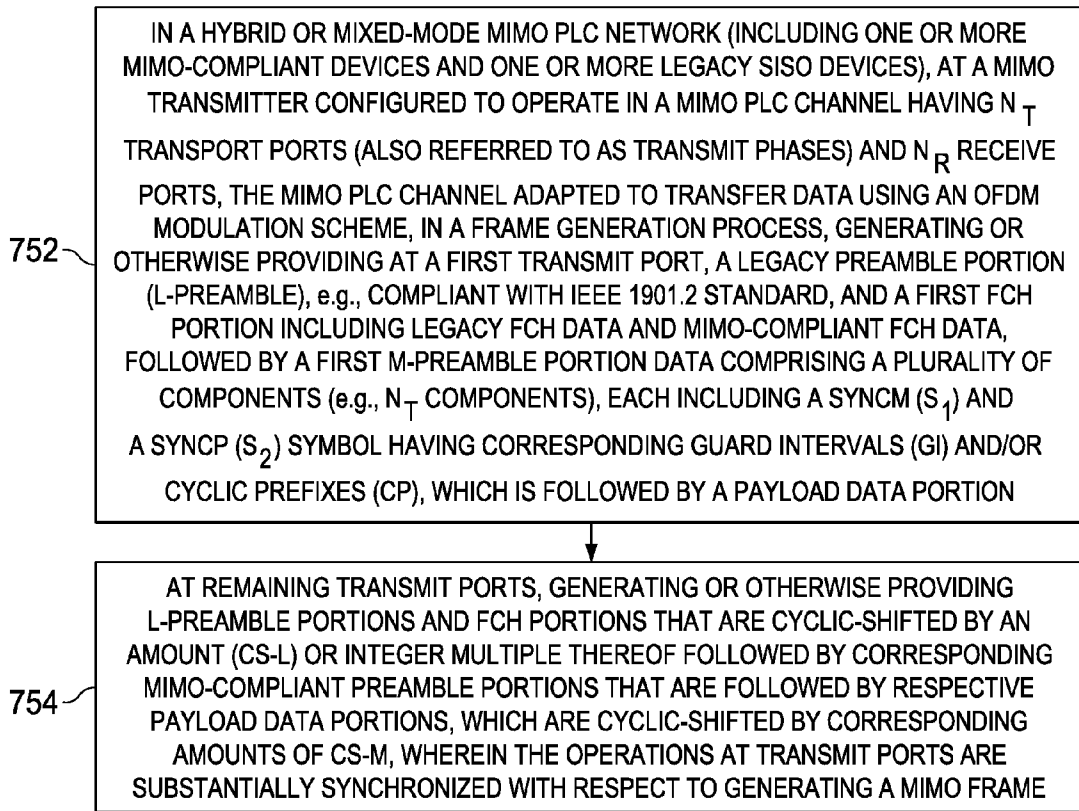 IN A HYBRID OR MIXED-MODE MIMO PLC NETWORK (INCLUDING ONE OR MORE
MIMO-COMPLIANT DEVICES AND ONE OR MORE LEGACY SISO DEVICES), AT A MIMO
TRANSMITTER CONFIGURED TO OPERATE IN A MIMO PLC CHANNEL HAVING N_T
TRANSPORT PORTS (ALSO REFERRED TO AS TRANSMIT PHASES) AND N_R RECEIVE
PORTS, THE MIMO PLC CHANNEL ADAPTED TO TRANSFER DATA USING AN OFDM
MODULATION SCHEME, IN A FRAME GENERATION PROCESS, GENERATING OR
752
OTHERWISE PROVIDING AT A FIRST TRANSMIT PORT, A LEGACY PREAMBLE PORTION
(L-PREAMBLE), e.g., COMPLIANT WITH IEEE 1901.2 STANDARD, AND A FIRST FCH
PORTION INCLUDING LEGACY FCH DATA AND MIMO-COMPLIANT FCH DATA,
FOLLOWED BY A FIRST M-PREAMBLE PORTION DATA COMPRISING A PLURALITY OF
COMPONENTS (e.g., N_T COMPONENTS), EACH INCLUDING A SYNCM (S_1) AND
A SYNCP (S_2) SYMBOL HAVING CORRESPONDING GUARD INTERVALS (GI) AND/OR
CYCLIC PREFIXES (CP), WHICH IS FOLLOWED BY A PAYLOAD DATA PORTION
AT REMAINING TRANSMIT PORTS, GENERATING OR OTHERWISE PROVIDING
L-PREAMBLE PORTIONS AND FCH PORTIONS THAT ARE CYCLIC-SHIFTED BY AN
AMOUNT (CS-L) OR INTEGER MULTIPLE THEREOF FOLLOWED BY CORRESPONDING
754
MIMO-COMPLIANT PREAMBLE PORTIONS THAT ARE FOLLOWED BY RESPECTIVE
PAYLOAD DATA PORTIONS, WHICH ARE CYCLIC-SHIFTED BY CORRESPONDING
AMOUNTS OF CS-M, WHEREIN THE OPERATIONS AT TRANSMIT PORTS ARE
SUBSTANTIALLY SYNCHRONIZED WITH RESPECT TO GENERATING A MIMO FRAME